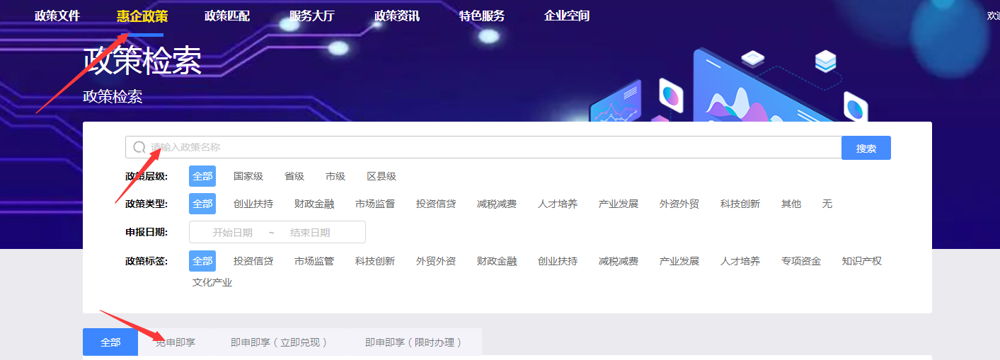 政策文件 惠企政策 政策匹配 服务大厅 政策资讯 特色服务 企业空间 欢迎
政策检索
政策检索
请输入政策名称 搜索
政策层级: 全部 国家级 省级 市级 区县级
政策类型: 全部 创业扶持 财政金融 市场监督 投资信贷 减税减费 人才培养 产业发展 外资外贸 科技创新 其他 无
申报日期: 开始日期 ~ 结束日期
政策标签: 全部 投资信贷 市场监管 科技创新 外贸外资 财政金融 创业扶持 减税减费 产业发展 人才培养 专项资金 知识产权
文化产业
全部 免申即享 即申即享（立即兑现） 即申即享（限时办理）